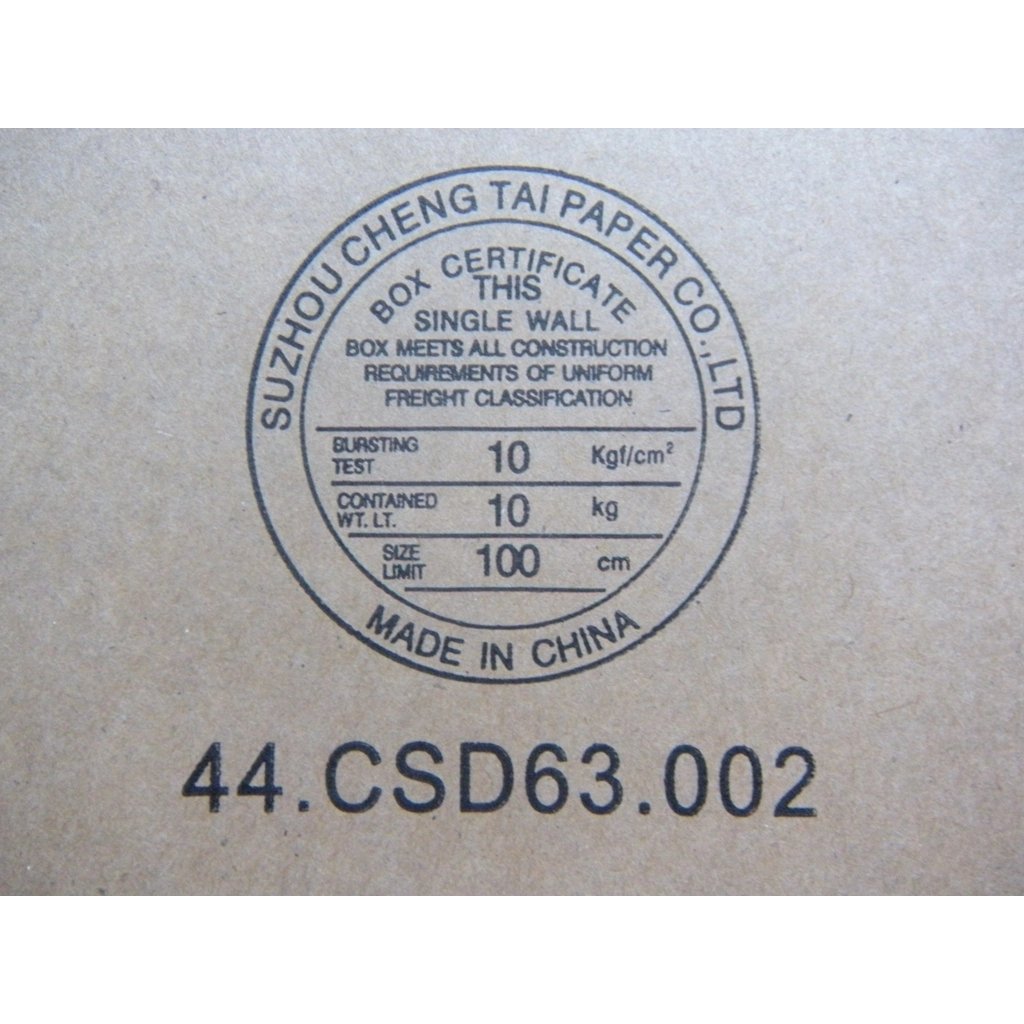 SUZHOU CHENG TAI PAPER CO.,LTD
BOX CERTIFICATE
THIS
SINGLE WALL
BOX MEETS ALL CONSTRUCTION
REQUIREMENTS OF UNIFORM
FREIGHT CLASSIFICATION
BURSTING TEST 10 Kgf/cm²
CONTAINED WT. LT. 10 kg
SIZE LIMIT 100 cm
MADE IN CHINA
44.CSD63.002